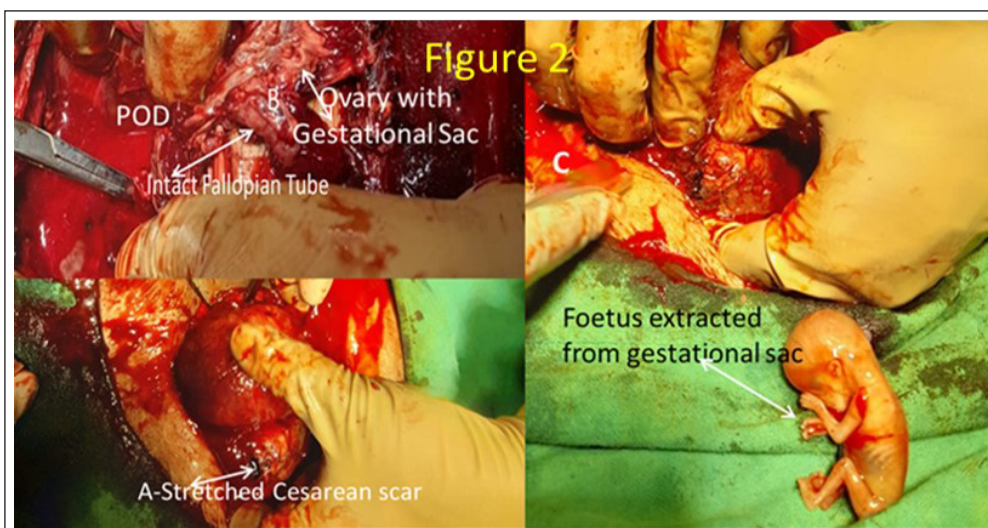 Figure 2
POD
B
Ovary with
Gestational Sac
Intact Fallopian Tube
A-Stretched Cesarean scar
C
Foetus extracted
from gestational sac